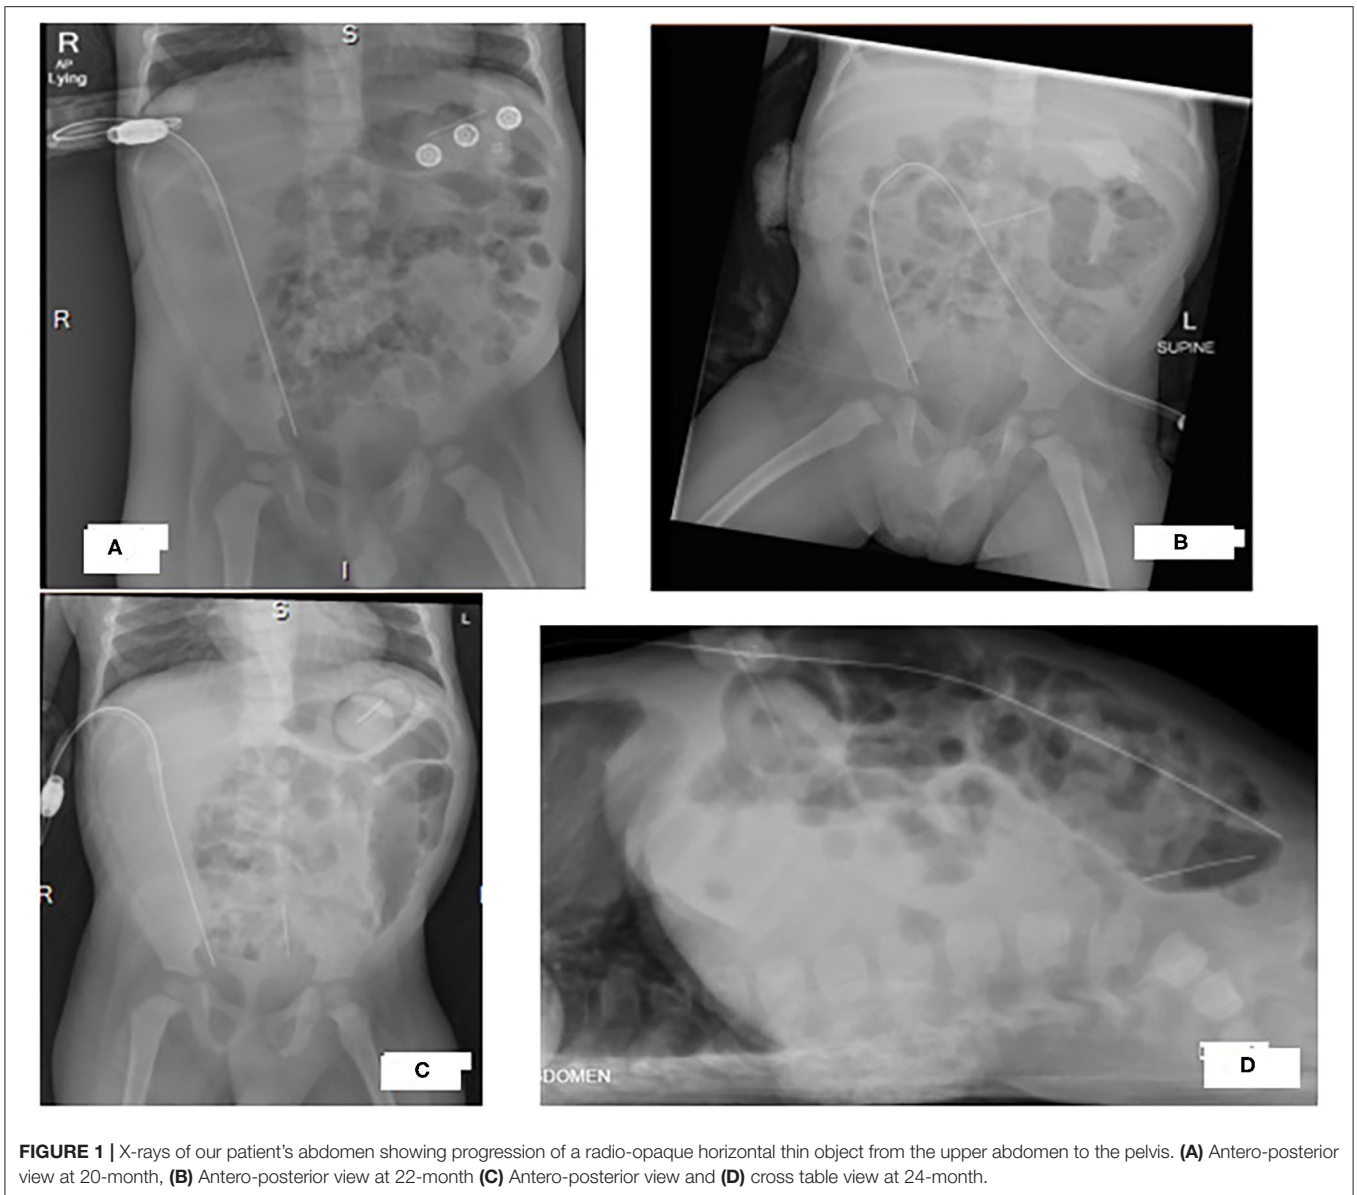 R
AP
Lying
S
R
A
I
L
SUPINE
B
S
L
R
C
DOMEN
D
FIGURE 1 | X-rays of our patient's abdomen showing progression of a radio-opaque horizontal thin object from the upper abdomen to the pelvis. (A) Antero-posterior
view at 20-month, (B) Antero-posterior view at 22-month (C) Antero-posterior view and (D) cross table view at 24-month.